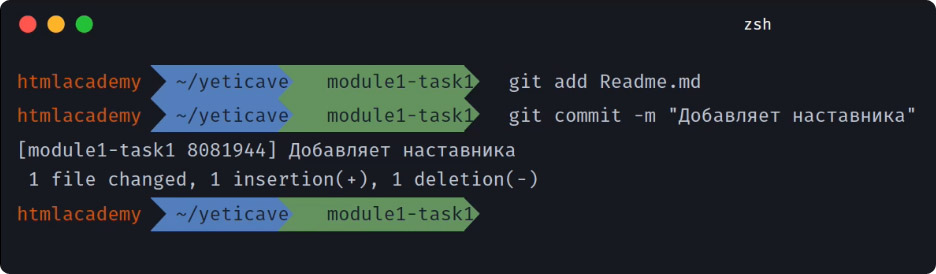 zsh
htmlacademy ~/yeticave module1-task1 git add Readme.md
htmlacademy ~/yeticave module1-task1 git commit -m "Добавляет наставника"
[module1-task1 8081944] Добавляет наставника
1 file changed, 1 insertion(+), 1 deletion(-)
htmlacademy ~/yeticave module1-task1